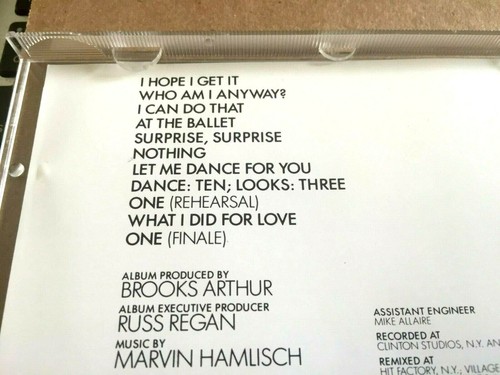 I HOPE I GET IT
WHO AM I ANYWAY?
I CAN DO THAT
AT THE BALLET
SURPRISE, SURPRISE
NOTHING
LET ME DANCE FOR YOU
DANCE: TEN; LOOKS: THREE
ONE (REHEARSAL)
WHAT I DID FOR LOVE
ONE (FINALE)
ALBUM PRODUCED BY
BROOKS ARTHUR
ALBUM EXECUTIVE PRODUCER
RUSS REGAN
MUSIC BY
MARVIN HAMLISCH
ASSISTANT ENGINEER
MIKE ALLAIRE
RECORDED AT
CLINTON STUDIOS, N.Y. AN
REMIXED AT
HIT FACTORY, N.Y.; VILLAGE